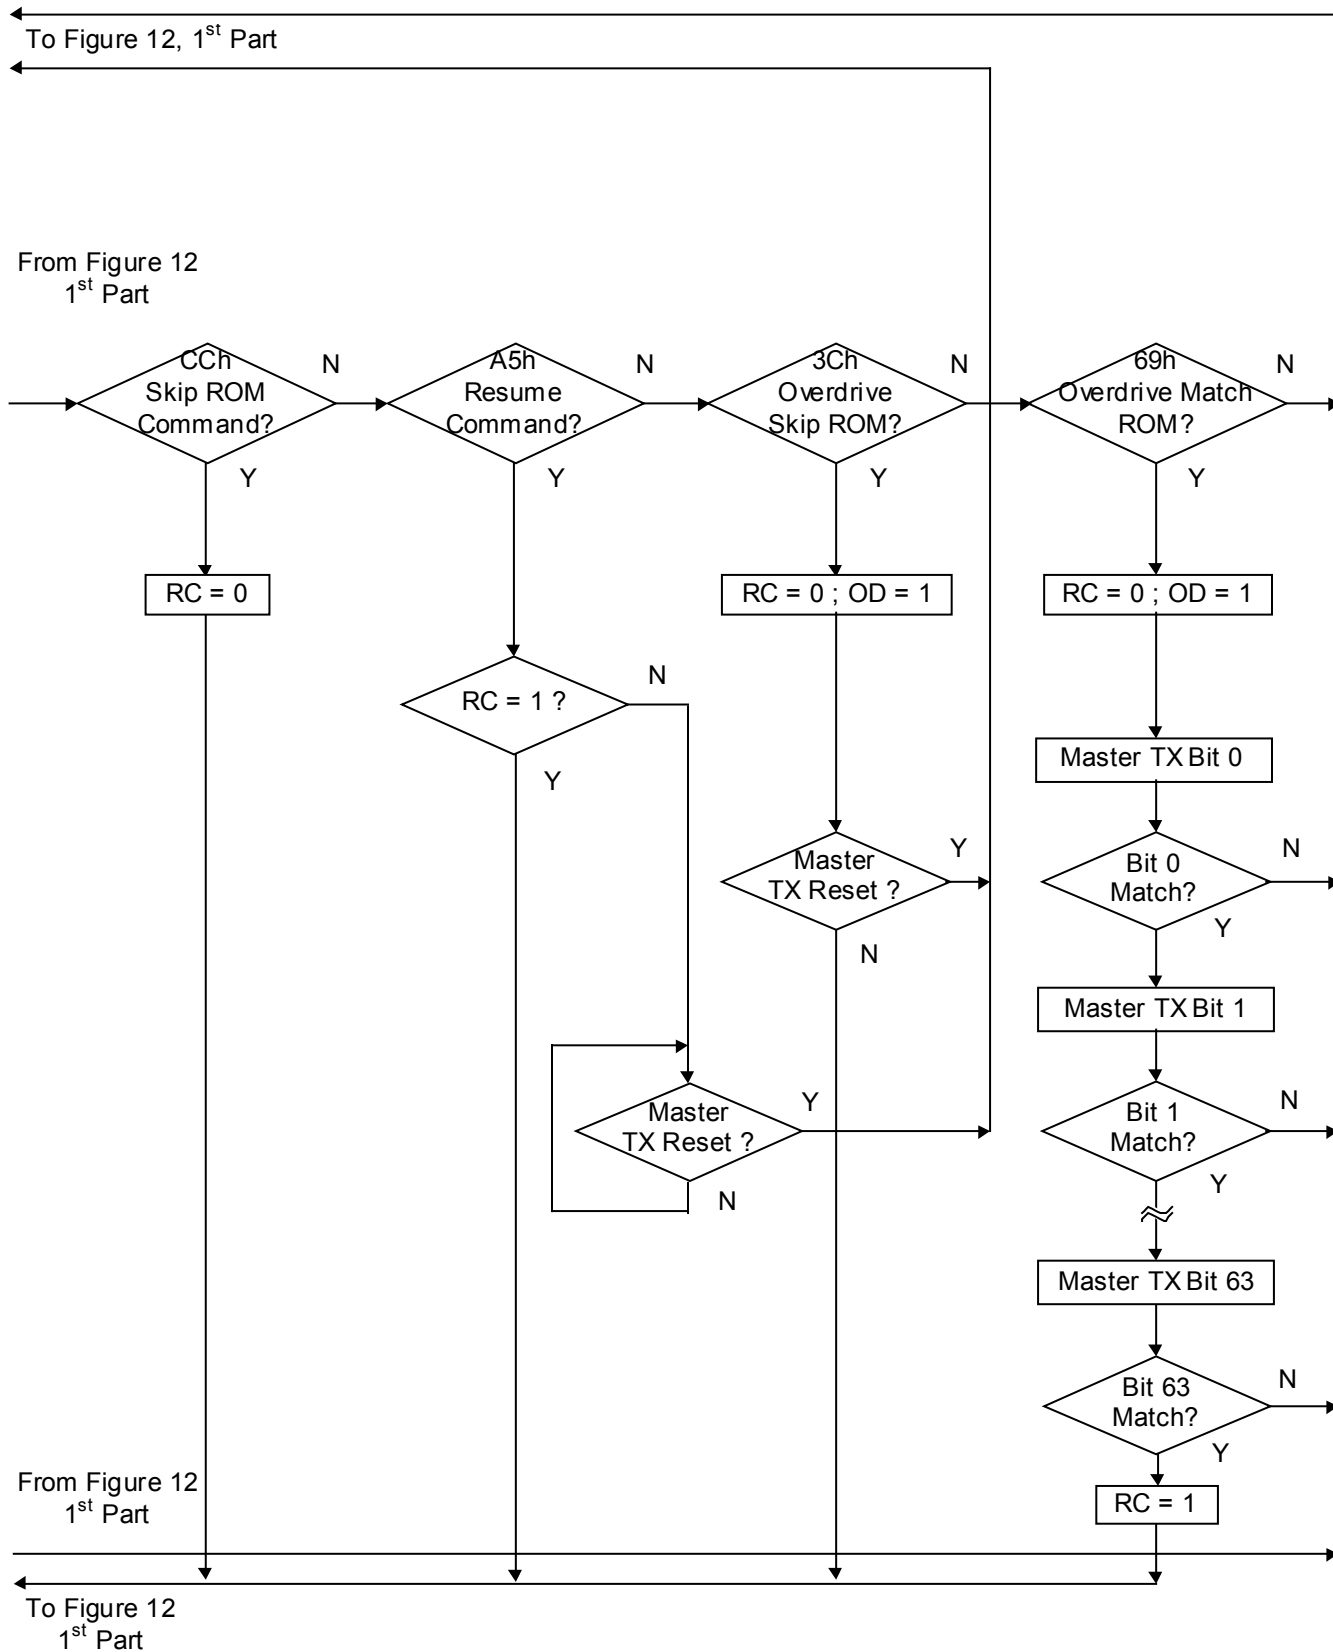 To Figure 12, 1st Part
From Figure 12
1st Part
CCh
Skip ROM
Command?
N
Y
A5h
Resume
Command?
N
Y
3Ch
Overdrive
Skip ROM?
N
Y
69h
Overdrive Match
ROM?
N
Y
RC = 0
RC = 0 ; OD = 1
RC = 0 ; OD = 1
RC = 1 ?
N
Y
Master TX Bit 0
Master
TX Reset ?
Y
N
Bit 0
Match?
N
Y
Master TX Bit 1
Master
TX Reset ?
Y
N
Bit 1
Match?
N
Y
Master TX Bit 63
Bit 63
Match?
N
Y
RC = 1
From Figure 12
1st Part
To Figure 12
1st Part